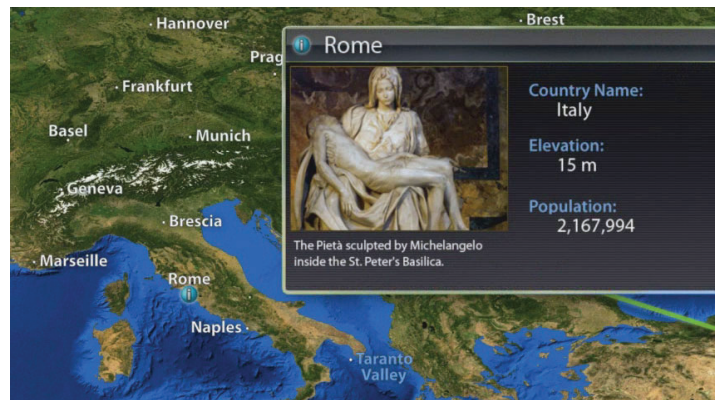 Hannover
Brest
Rome
Prag
Frankfurt
Basel
Munich
Geneva
Brescia
Marseille
Rome
Naples
Taranto
Valley
Country Name:
Italy
Elevation:
15 m
Population:
2,167,994
The Pietà sculpted by Michelangelo
inside the St. Peter's Basilica.